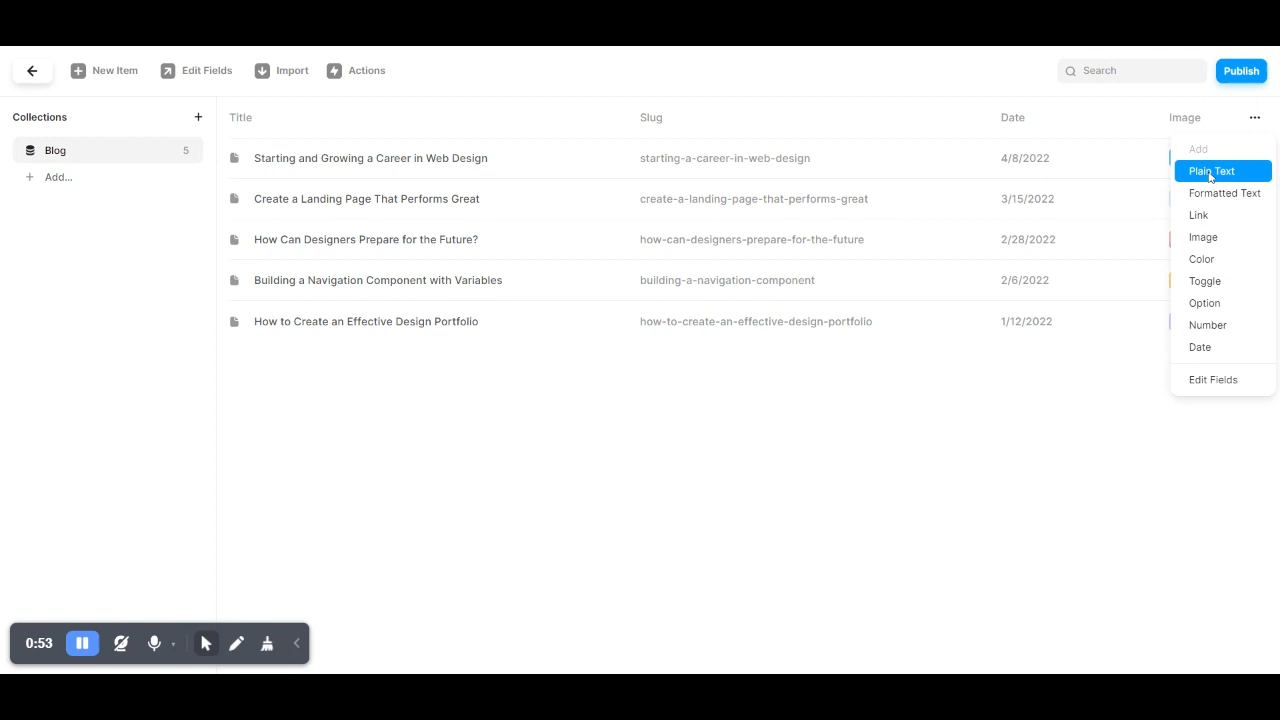 New Item
Edit Fields
Import
Actions
Search
Publish
Collections
Blog 5
Add...
Title Slug Date Image
Starting and Growing a Career in Web Design starting-a-career-in-web-design 4/8/2022
Create a Landing Page That Performs Great create-a-landing-page-that-performs-great 3/15/2022
How Can Designers Prepare for the Future? how-can-designers-prepare-for-the-future 2/28/2022
Building a Navigation Component with Variables building-a-navigation-component 2/6/2022
How to Create an Effective Design Portfolio how-to-create-an-effective-design-portfolio 1/12/2022
Add
Plain Text
Formatted Text
Link
Image
Color
Toggle
Option
Number
Date
Edit Fields
0:53